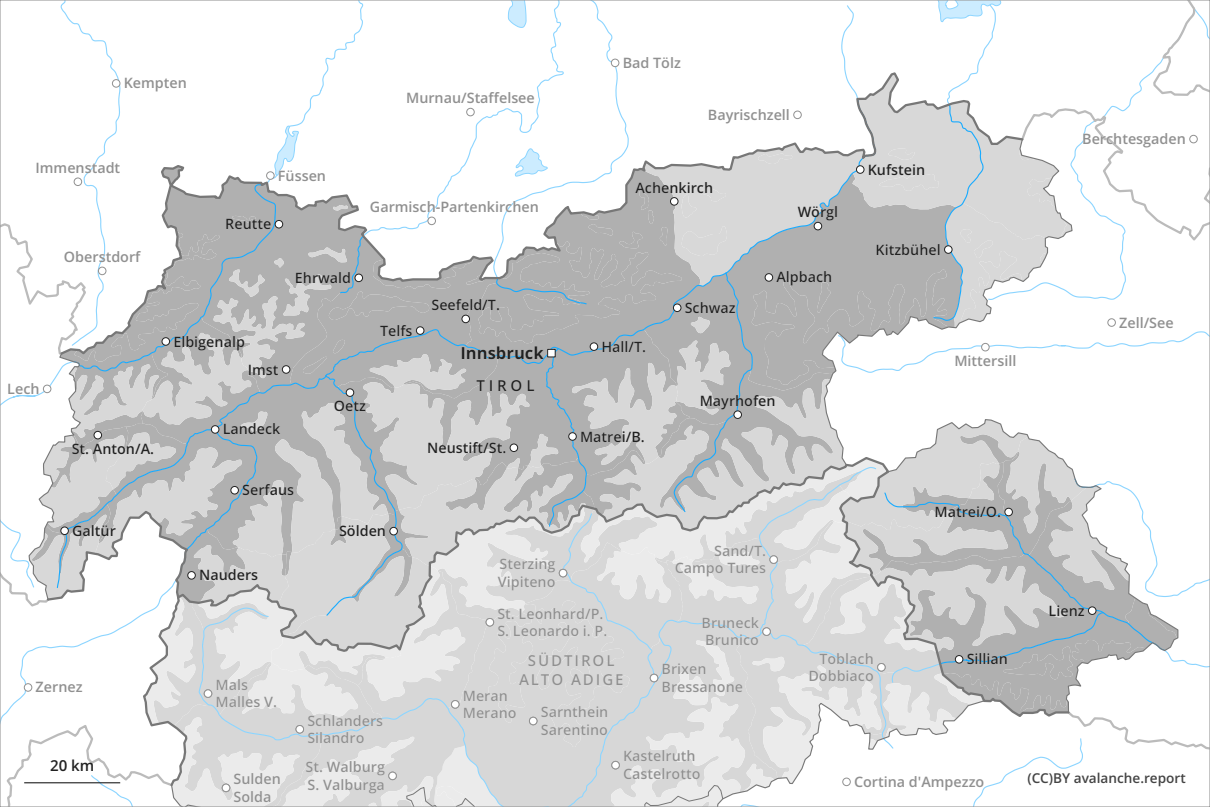 Kempten
Bad Tölz
Murnau/Staffelsee
Bayrischzell
Berchtesgaden
Immenstadt
Füssen
Kufstein
Achenkirch
Garmisch-Partenkirchen
Wörgl
Reutte
Kitzbühel
Oberstdorf
Ehrwald
Alpbach
Seefeld/T.
Schwaz
Zell/See
Telfs
Elbigenalp
Hall/T.
Innsbruck
Mittersill
Imst
TIROL
Lech
Oetz
Mayrhofen
Landeck
Matrei/B.
St. Anton/A.
Neustift/St.
Serfaus
Matrei/O.
Galtür
Sölden
Sand/T.
Campo Tures
Sterzing
Vipiteno
Nauders
Lienz
St. Leonhard/P.
S. Leonardo i. P.
Bruneck
Brunico
SÜDTIROL
ALTO ADIGE
Sillian
Toblach
Dobbiaco
Brixen
Bressanone
Zernez
Mals
Malles V.
Meran
Merano
Sarnthein
Sarentino
Schlanders
Silandro
Kastelruth
Castelrotto
20 km
St. Walburg
S. Valburga
Sulden
Solda
Cortina d'Ampezzo
(CC)BY avalanche.report